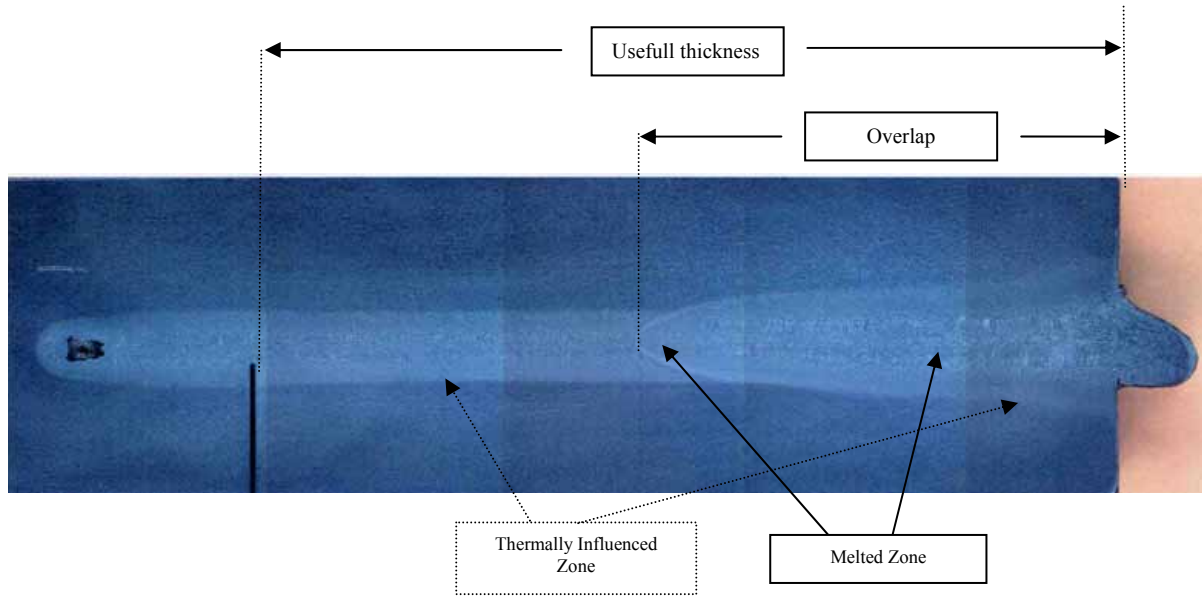 Usefull thickness
Overlap
Thermally Influenced
Zone
Melted Zone